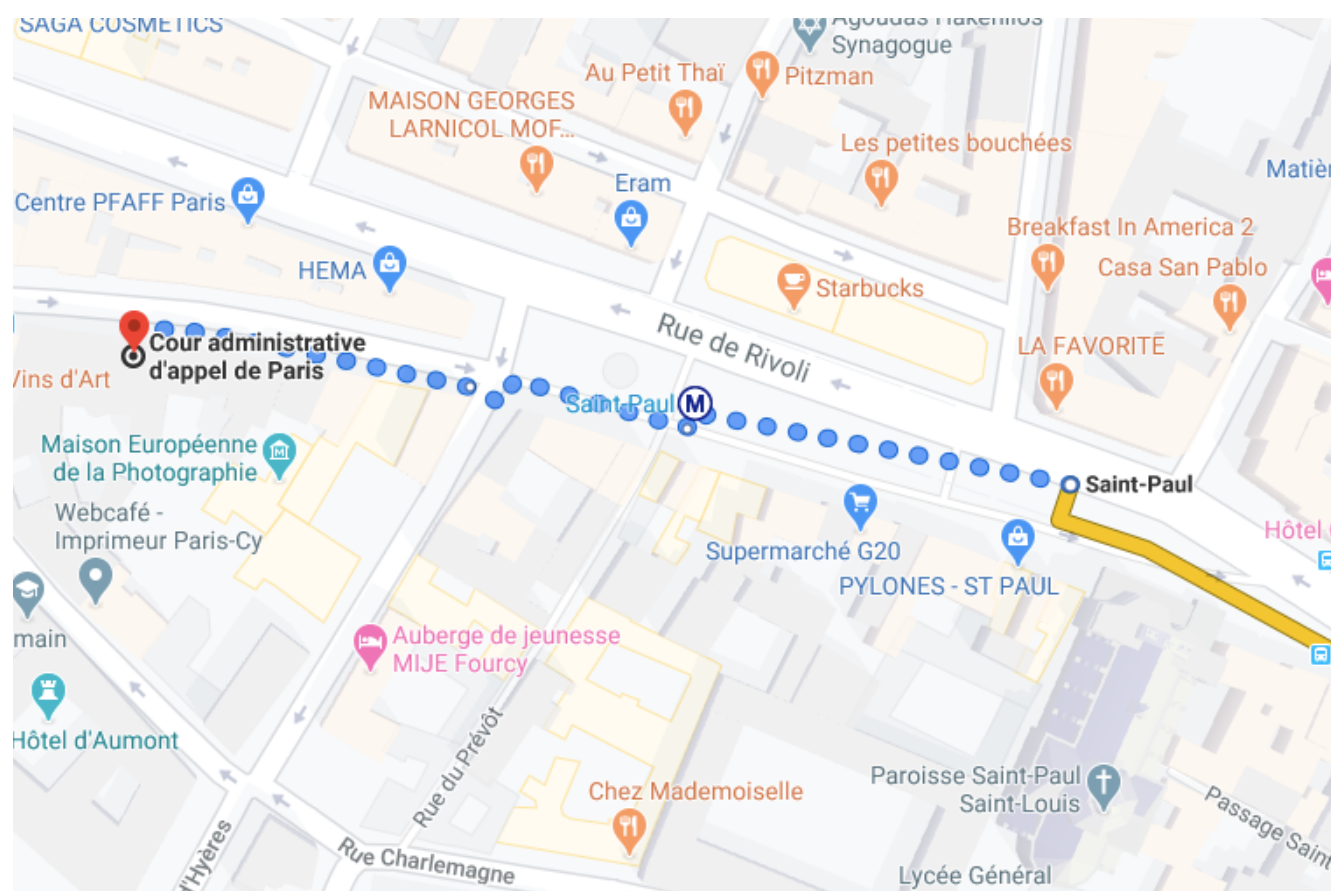 SAGA COSMETICS
Agoudas Hakehilos
Synagogue
Au Petit Thaï
Pitzman
MAISON GEORGES
LARNICOL MOF...
Les petites bouchées
Matièr
Eram
Centre PFAFF Paris
Breakfast In America 2
HEMA
Casa San Pablo
Starbucks
Rue de Rivoli
Cour administrative
d'appel de Paris
LA FAVORITE
Vins d'Art
Saint-Paul
M
Maison Européenne
de la Photographie
Saint-Paul
Webcafé -
Imprimeur Paris-Cy
Hôtel
Supermarché G20
PYLONES - ST PAUL
main
Auberge de jeunesse
MIJE Fourcy
Hôtel d'Aumont
Rue du Prévôt
Paroisse Saint-Paul
Saint-Louis
Chez Mademoiselle
Passage Saint
d'Hyères
Rue Charlemagne
Lycée Général